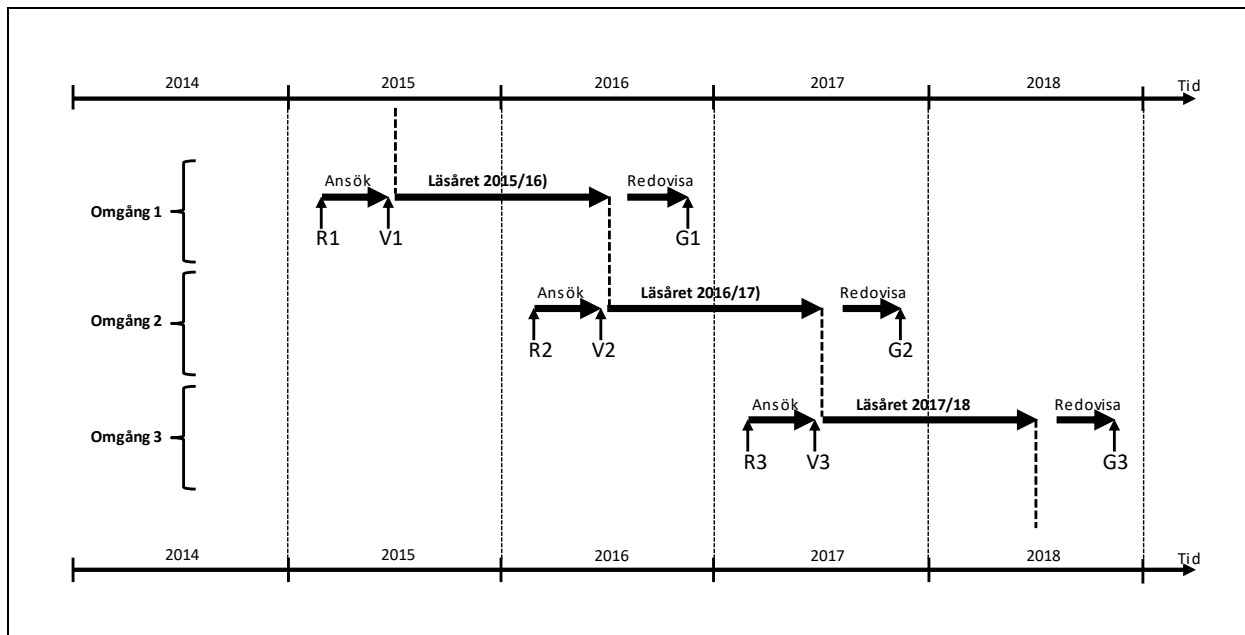 2014 2015 2016 2017 2018 Tid
Ansök Läsåret 2015/16) Redovisa
Omgång 1
R1 V1 G1
Ansök Läsåret 2016/17) Redovisa
Omgång 2
R2 V2 G2
Ansök Läsåret 2017/18 Redovisa
Omgång 3
R3 V3 G3
2014 2015 2016 2017 2018 Tid